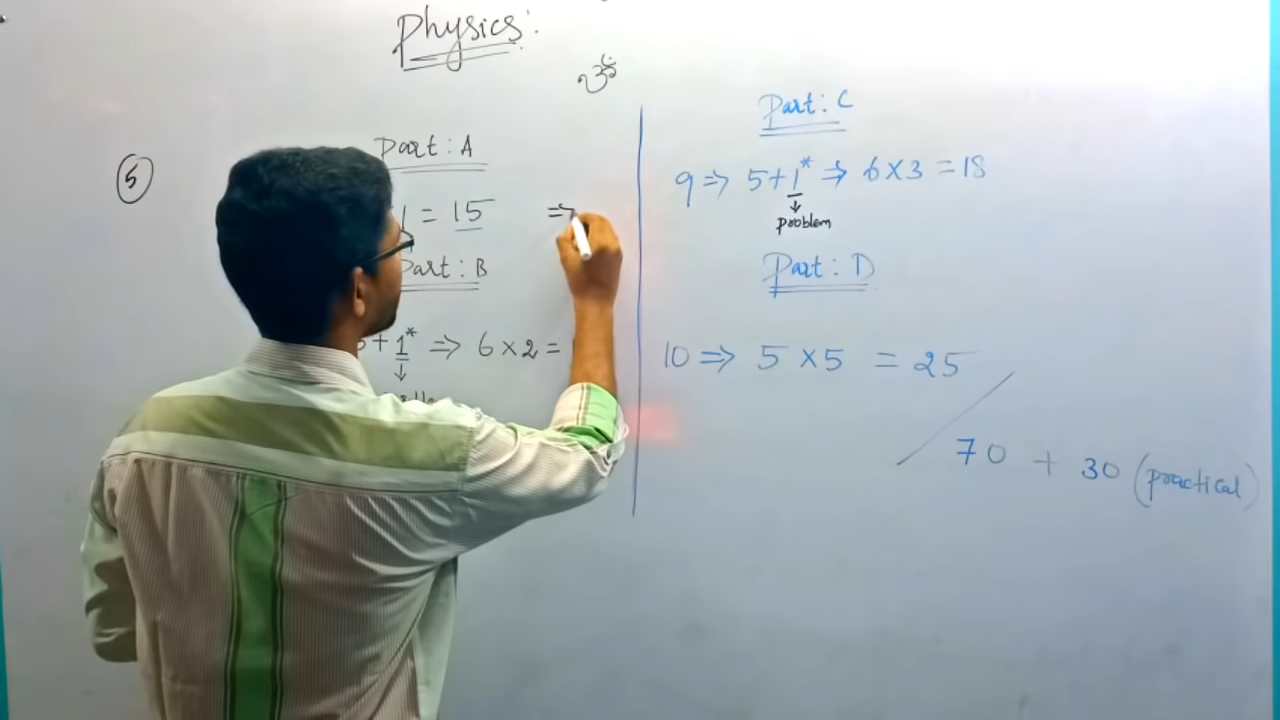 Physics:
உ
5
Part: A
1 = 15 ⇒
Part: B
+ 1* ⇒ 6 × 2 =
↓
Part: C
9 ⇒ 5 + 1* ⇒ 6 × 3 = 18
↓
problem
Part: D
10 ⇒ 5 × 5 = 25
70 + 30 (practical)